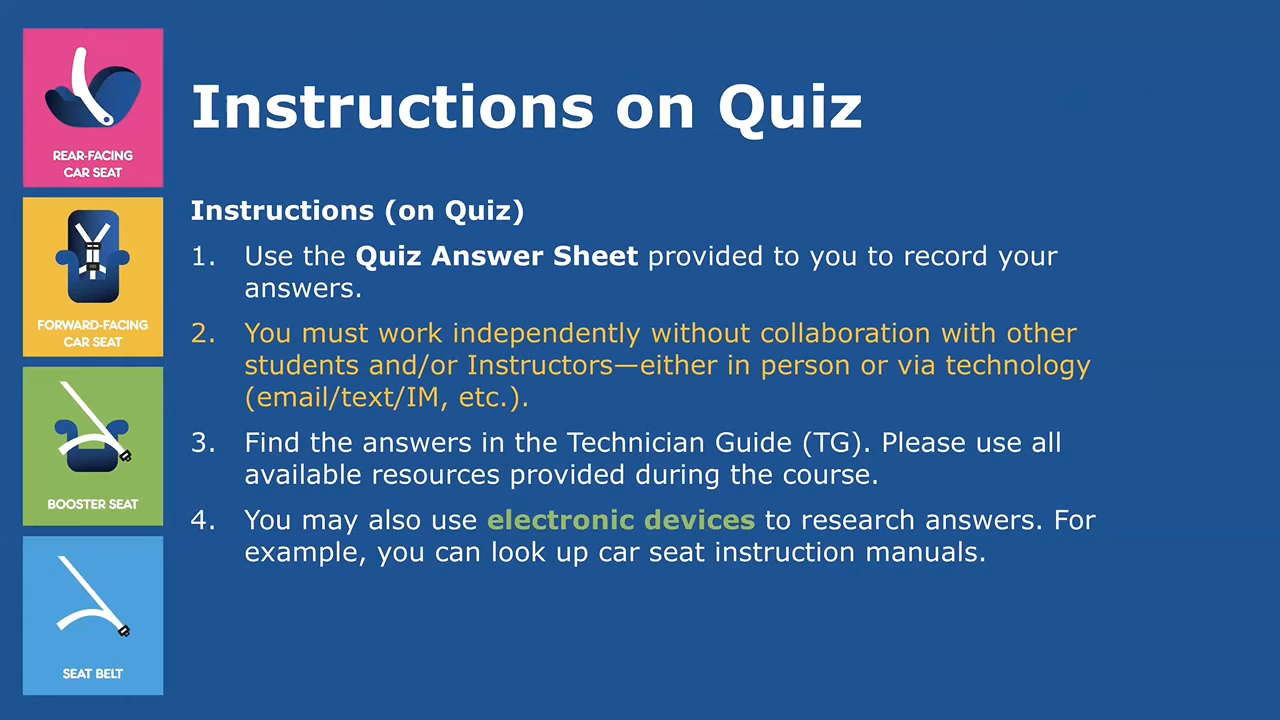 Instructions on Quiz
Instructions (on Quiz)
1. Use the Quiz Answer Sheet provided to you to record your
answers.
2. You must work independently without collaboration with other
students and/or Instructors—either in person or via technology
(email/text/IM, etc.).
3. Find the answers in the Technician Guide (TG). Please use all
available resources provided during the course.
4. You may also use electronic devices to research answers. For
example, you can look up car seat instruction manuals.
REAR-FACING
CAR SEAT
FORWARD-FACING
CAR SEAT
BOOSTER SEAT
SEAT BELT